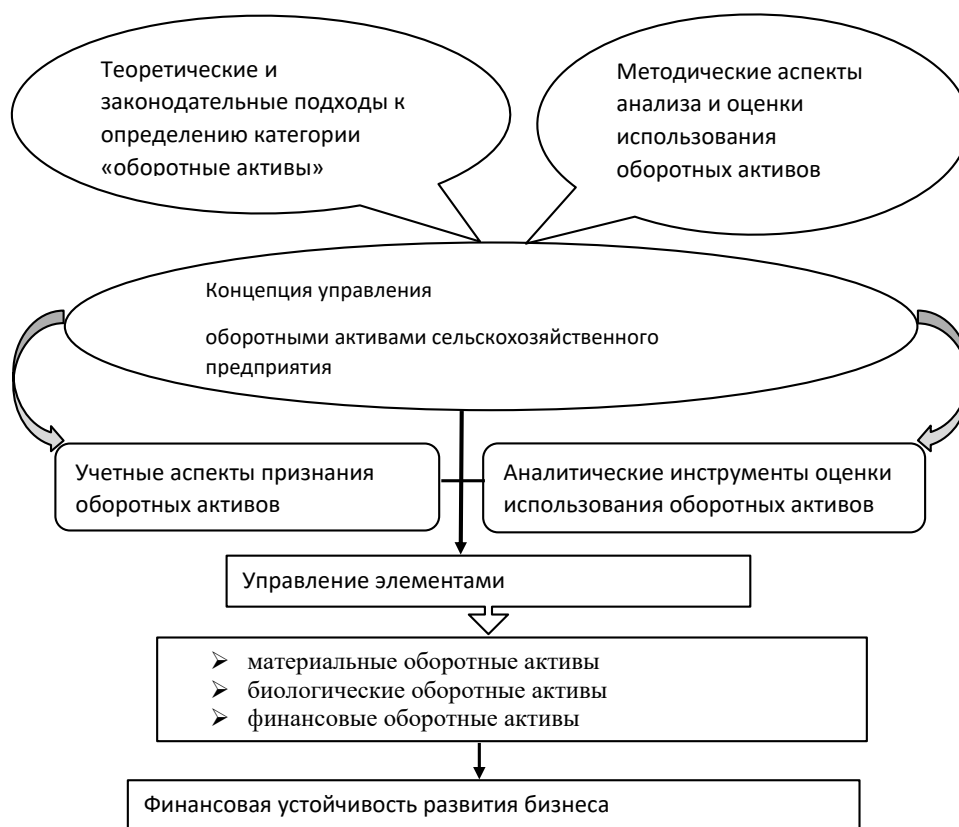 Теоретические и
законодательные подходы к
определению категории
«оборотные активы»
Методические аспекты
анализа и оценки
использования
оборотных активов
Концепция управления
оборотными активами сельскохозяйственного
предприятия
Учетные аспекты признания
оборотных активов
Аналитические инструменты оценки
использования оборотных активов
Управление элементами
материальные оборотные активы
биологические оборотные активы
финансовые оборотные активы
Финансовая устойчивость развития бизнеса